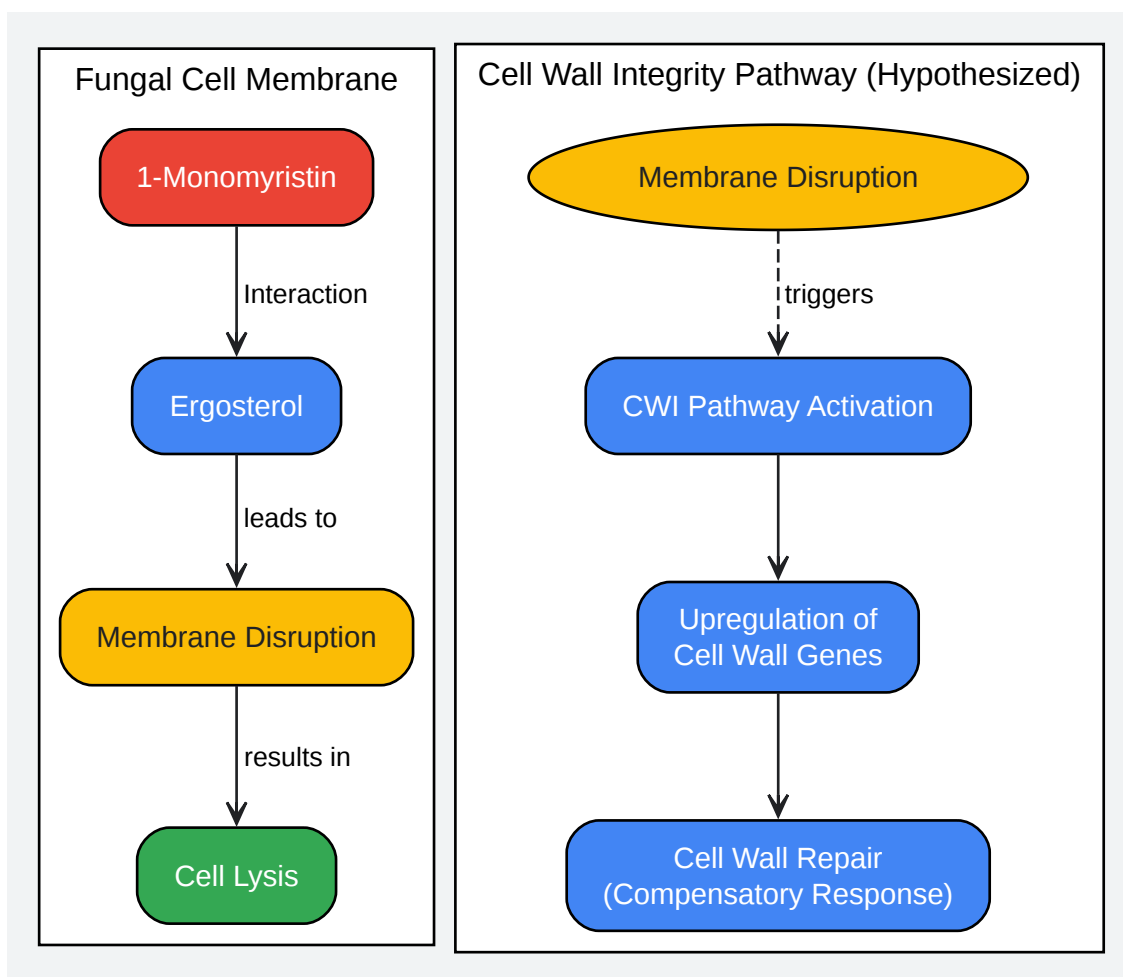 Fungal Cell Membrane
1-Monomyristin
Interaction
Ergosterol
leads to
Membrane Disruption
results in
Cell Lysis
Cell Wall Integrity Pathway (Hypothesized)
Membrane Disruption
triggers
CWI Pathway Activation
Upregulation of
Cell Wall Genes
Cell Wall Repair
(Compensatory Response)